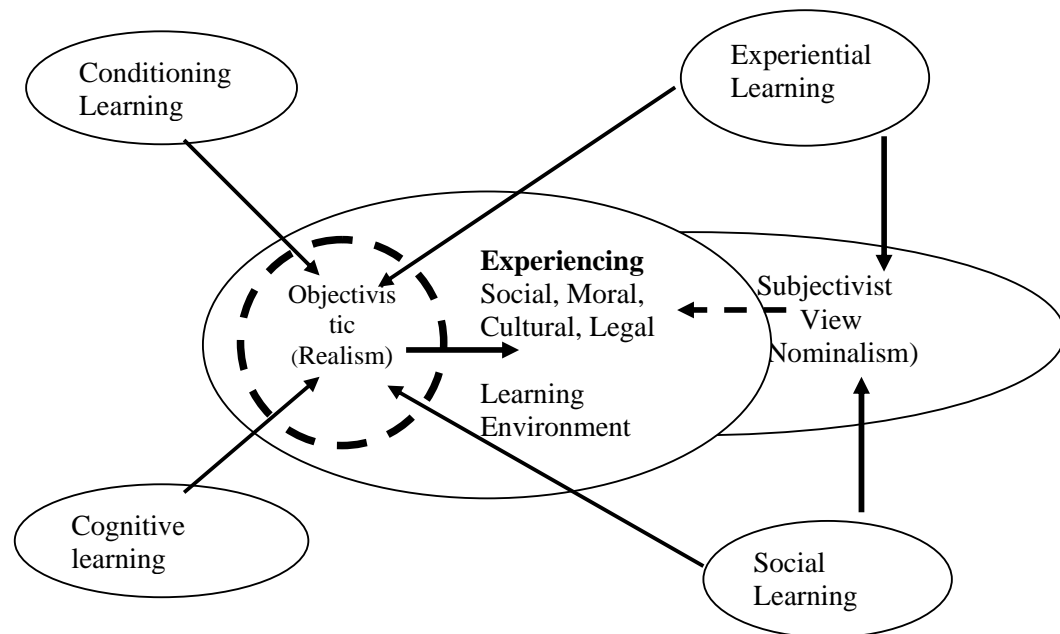 Conditioning
Learning
Experiential
Learning
Experiencing
Social, Moral,
Cultural, Legal
Learning
Environment
Objectivis
tic
(Realism)
Subjectivist
View
Nominalism)
Cognitive
learning
Social
Learning